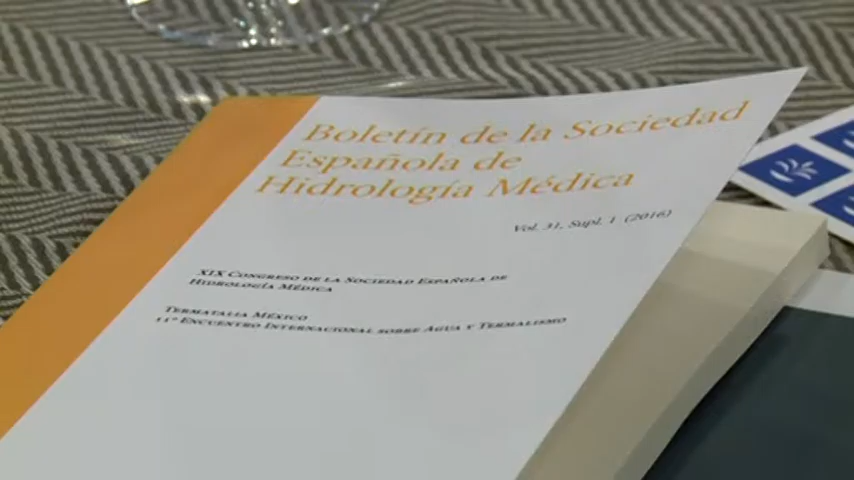 Boletín de la Sociedad
Española de
Hidrología Médica
Vol. 31, Supl. 1 (2016)
XIX Congreso de la Sociedad Española de
Hidrología Médica
Termatalia México
11º Encuentro Internacional sobre Agua y Termalismo